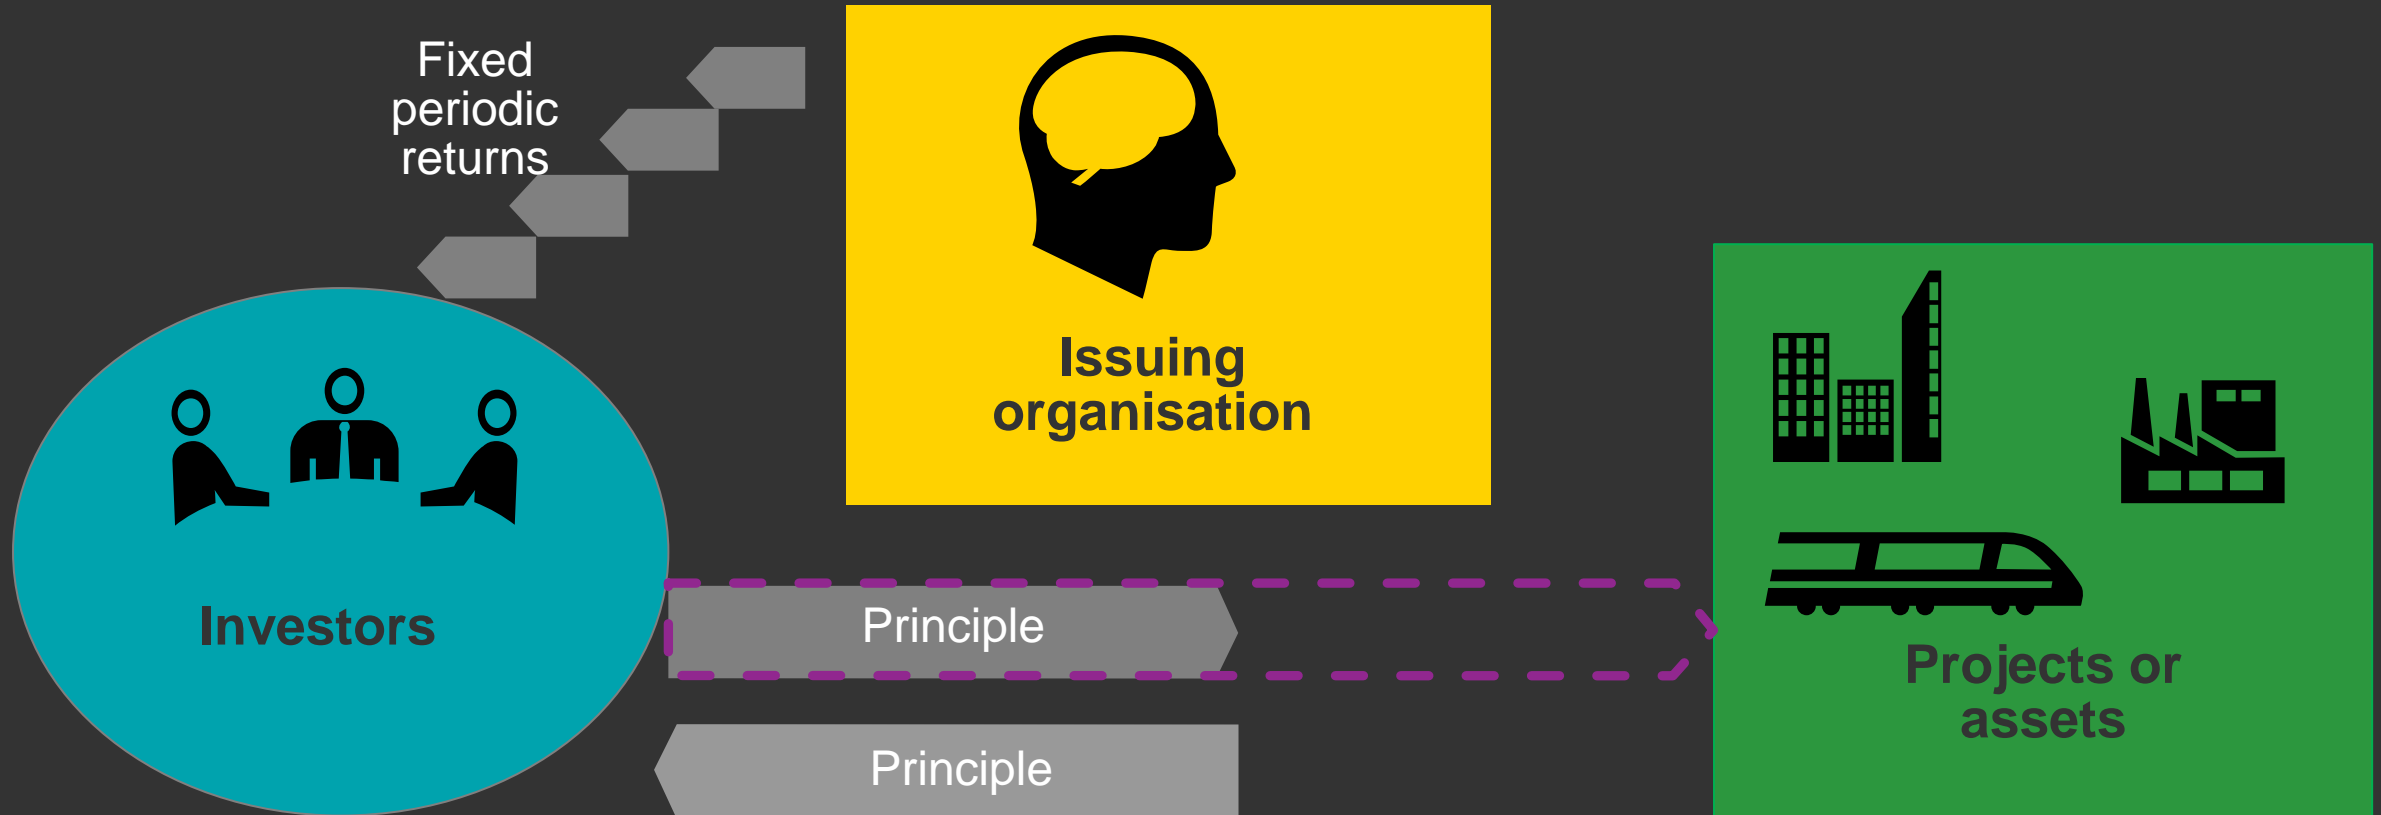 Fixed
periodic
returns
Issuing
organisation
Investors
Principle
Principle
Projects or
assets